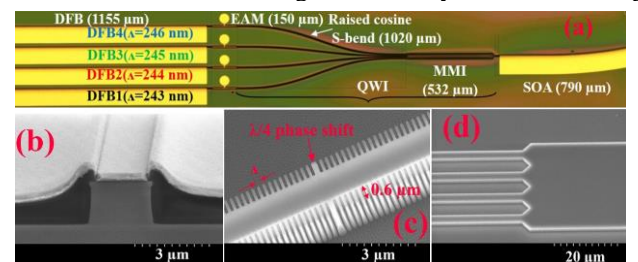 DFB (1155 µm) EAM (150 µm) Raised cosine (a)
DFB4(Λ=246 nm) S-bend (1020 µm)
DFB3(Λ=245 nm)
DFB2(Λ=244 nm) QWI MMI
DFB1(Λ=243 nm) (532 µm) SOA (790 µm)
(b) λ/4 phase shift (d)
Λ
0.6 µm
(c)
3 µm 3 µm 20 µm